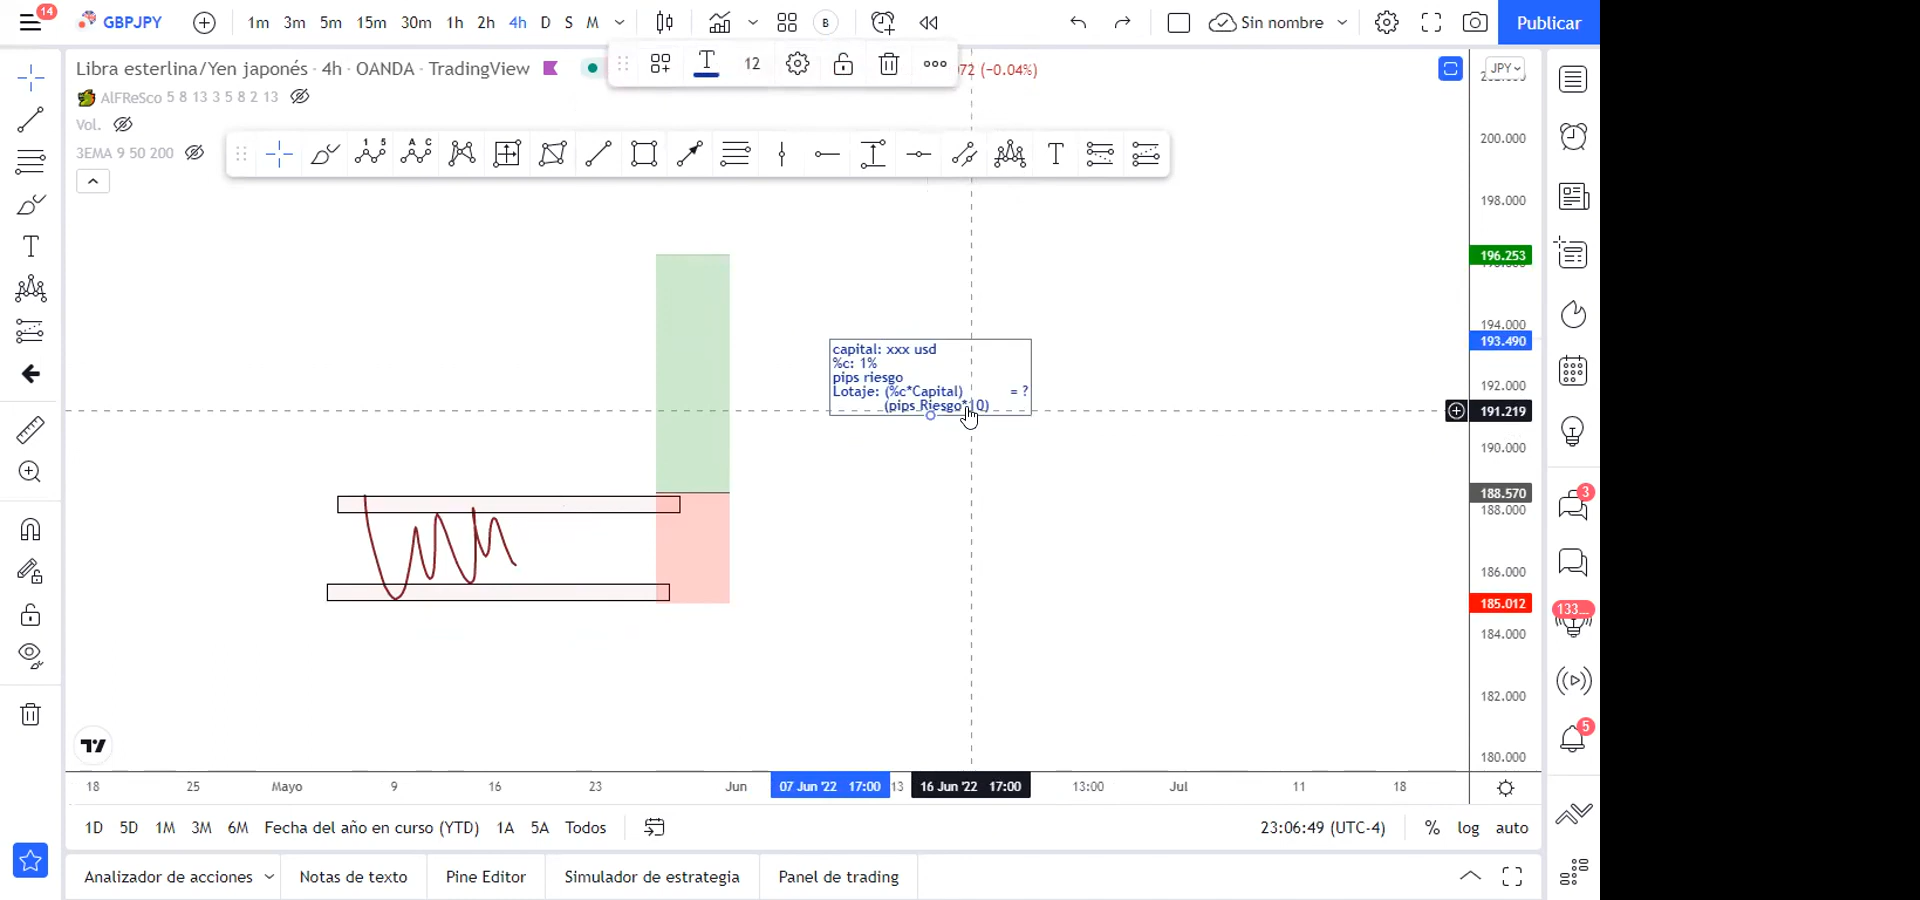 14
GBPJPY
1m 3m 5m 15m 30m 1h 2h 4h D S M
B
Sin nombre
Publicar
Libra esterlina/Yen japonés · 4h · OANDA · TradingView
12
72 (−0.04%)
JPY
AlFReSco 5 8 13 3 5 8 2 13
Vol.
3EMA 9 50 200
1 5
A C
T
200.000
198.000
196.253
194.000
193.490
192.000
191.219
190.000
188.570
188.000
186.000
185.012
184.000
182.000
180.000
capital: xxx usd
%c: 1%
pips riesgo
Lotaje: (%c*Capital) = ?
(pips Riesgo*10)
3
133...
5
18 25 Mayo 9 16 23 Jun 07 Jun '22 17:00 13 16 Jun '22 17:00 13:00 Jul 11 18
1D 5D 1M 3M 6M Fecha del año en curso (YTD) 1A 5A Todos
23:06:49 (UTC-4) % log auto
Analizador de acciones Notas de texto Pine Editor Simulador de estrategia Panel de trading